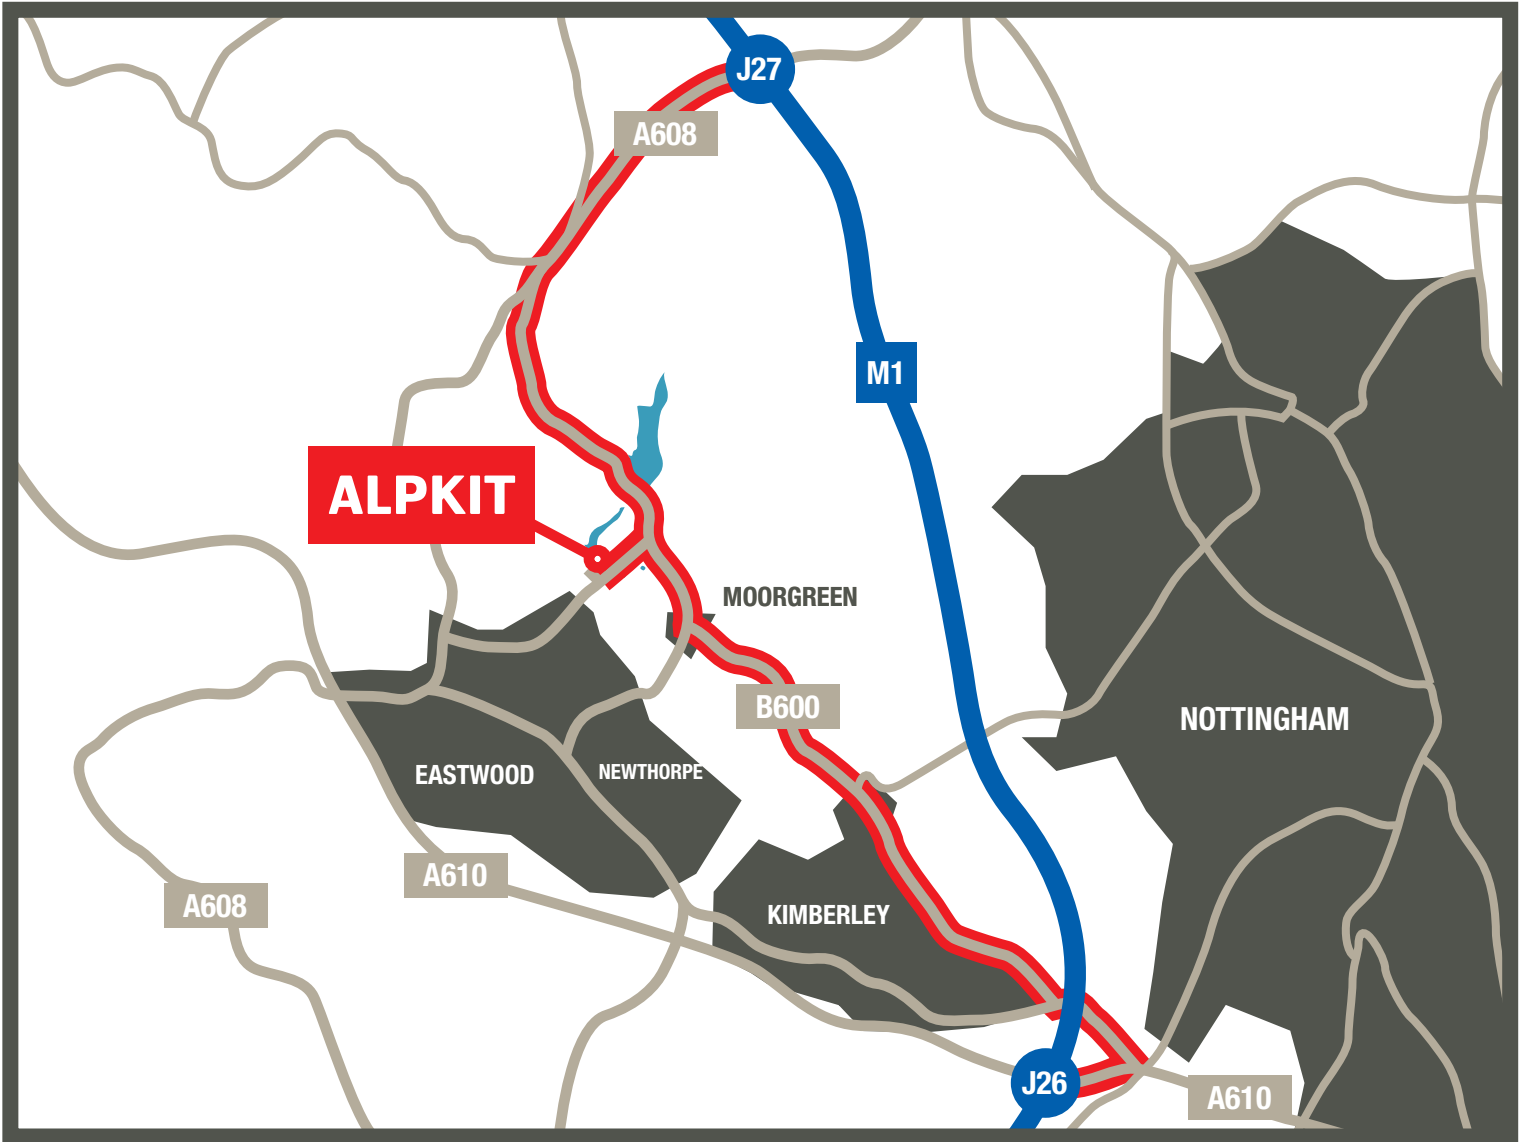 J27
A608
M1
ALPKIT
MOORGREEN
B600
NOTTINGHAM
EASTWOOD
NEWTHORPE
A610
A608
KIMBERLEY
J26
A610